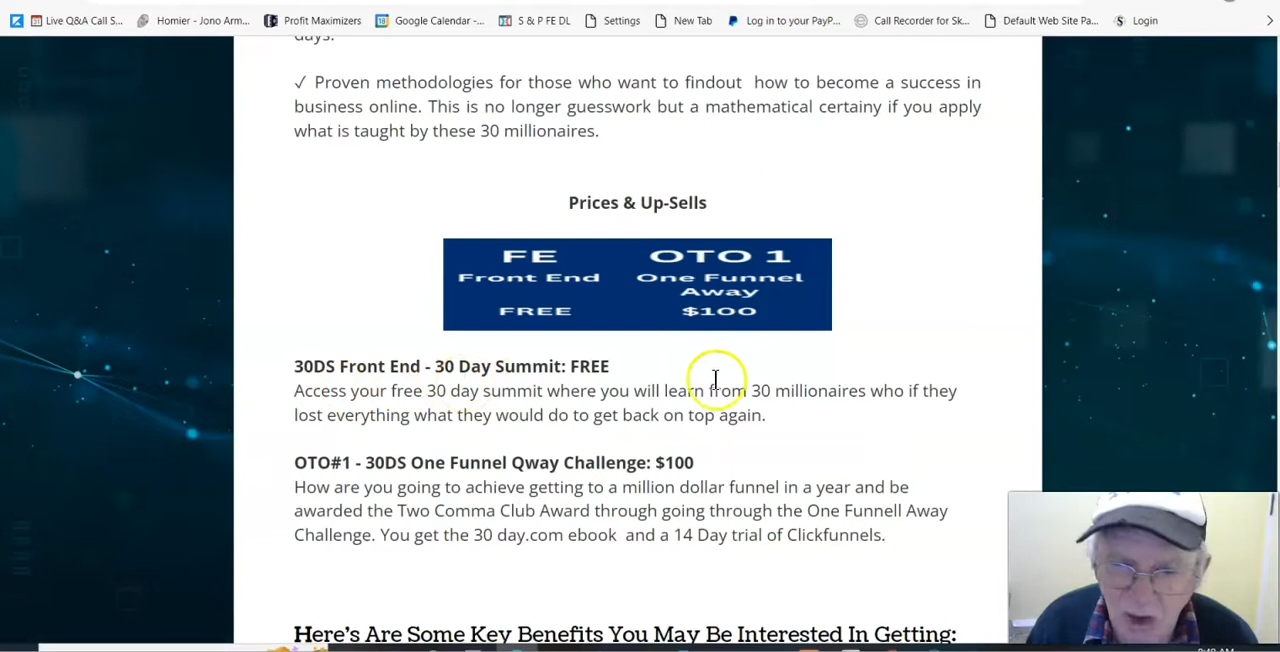 Live Q&A Call S... Homier - Jono Arm... Profit Maximizers Google Calendar -... S & P FE DL Settings New Tab Log in to your PayP... Call Recorder for Sk... Default Web Site Pa... Login
days.
✓ Proven methodologies for those who want to findout how to become a success in
business online. This is no longer guesswork but a mathematical certainy if you apply
what is taught by these 30 millionaires.
Prices & Up-Sells
FE OTO 1
Front End One Funnel
Away
FREE $100
30DS Front End - 30 Day Summit: FREE
Access your free 30 day summit where you will learn from 30 millionaires who if they
lost everything what they would do to get back on top again.
OTO#1 - 30DS One Funnel Qway Challenge: $100
How are you going to achieve getting to a million dollar funnel in a year and be
awarded the Two Comma Club Award through going through the One Funnell Away
Challenge. You get the 30 day.com ebook and a 14 Day trial of Clickfunnels.
Here's Are Some Key Benefits You May Be Interested In Getting: